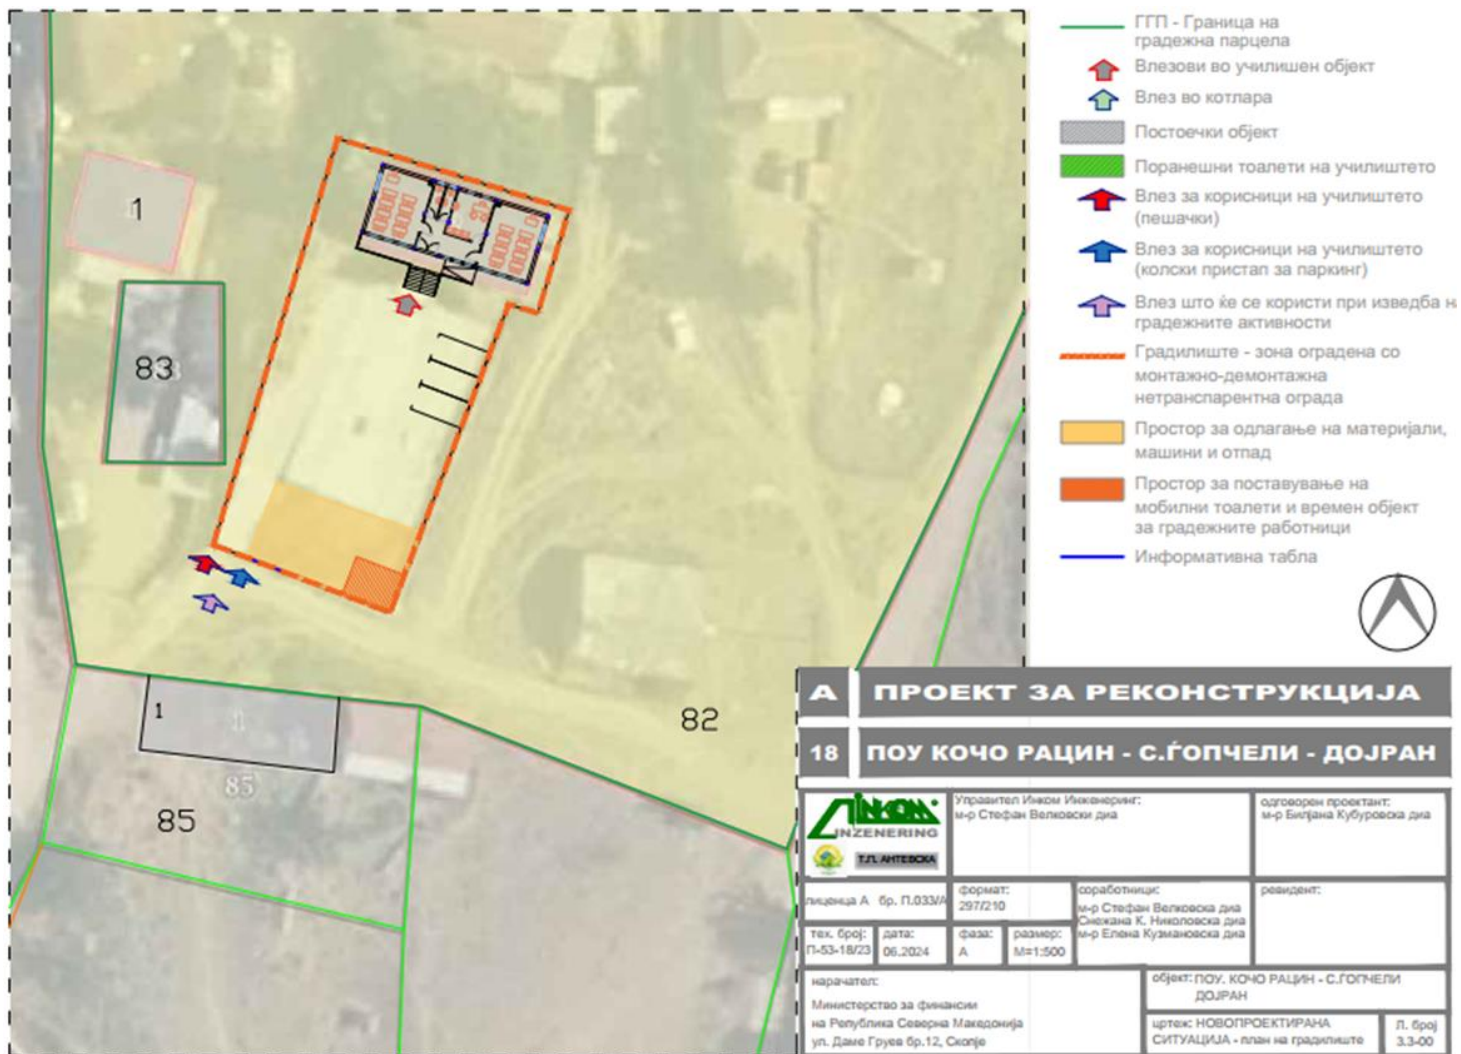 ГГП - Граница на
градежна парцела
Влезови во училишен објект
Влез во котлара
Постоечки објект
Поранешни тоалети на училиштето
Влез за корисници на училиштето
(пешачки)
Влез за корисници на училиштето
(колски пристап за паркинг)
Влез што ќе се користи при изведба
градежните активности
Градилиште - зона оградена со
монтажно-демонтажна
нетранспарентна ограда
Простор за одлагање на материјали,
машини и отпад
Простор за поставување на
мобилни тоалети и времен објект
за градежните работници
Информативна табла
1
83
82
1
1
85
85
А ПРОЕКТ ЗА РЕКОНСТРУКЦИЈА
18 ПОУ КОЧО РАЦИН - С.ЃОПЧЕЛИ - ДОЈРАН
ИНКОМ
INZENERING
Т.П. АНТЕВСКА
Управител Инком Инженеринг:
м-р Стефан Велковски диа
одговорен проектант:
м-р Билјана Кубуровска диа
лиценца А бр. П.033/А
формат:
297/210
соработници:
м-р Стефан Велковска диа
Снежана К. Николовска диа
м-р Елена Кузмановска диа
ревидент:
тех. број:
П-53-18/23
дата:
06.2024
фаза:
А
размер:
М=1:500
нарачател:
Министерство за финансии
на Република Северна Македонија
ул. Даме Груев бр.12, Скопје
објект: ПОУ. КОЧО РАЦИН - С.ЃОПЧЕЛИ
ДОЈРАН
цртеж: НОВОПРОЕКТИРАНА
СИТУАЦИЈА - план на градилиште
Л. број
3.3-00